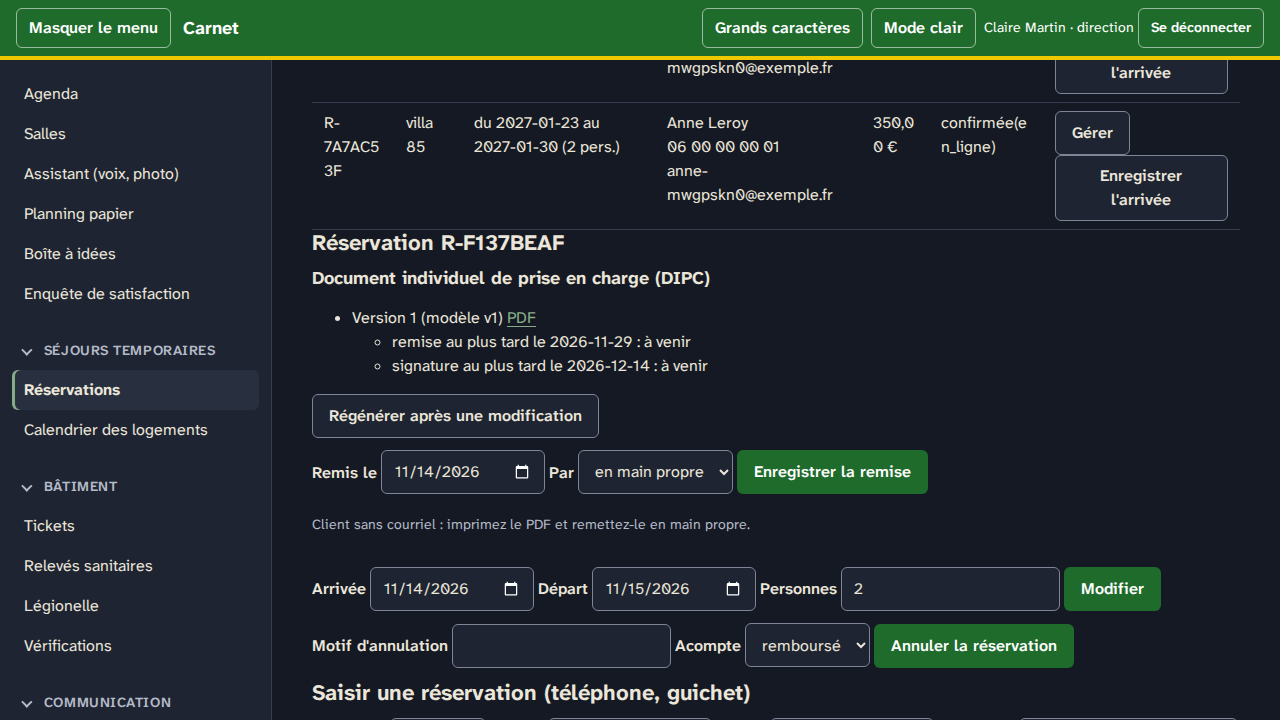 Masquer le menu Carnet Grands caractères Mode clair Claire Martin · direction Se déconnecter
Agenda
Salles
Assistant (voix, photo)
Planning papier
Boîte à idées
Enquête de satisfaction
SÉJOURS TEMPORAIRES
Réservations
Calendrier des logements
BÂTIMENT
Tickets
Relevés sanitaires
Légionelle
Vérifications
COMMUNICATION
mwgpskn0@exemple.fr l'arrivée
R- villa du 2027-01-23 au Anne Leroy 350,0 confirmée(e Gérer
7A7AC5 85 2027-01-30 (2 pers.) 06 00 00 00 01 0 € n_ligne)
3F anne- Enregistrer
mwgpskn0@exemple.fr l'arrivée
Réservation R-F137BEAF
Document individuel de prise en charge (DIPC)
Version 1 (modèle v1) PDF
remise au plus tard le 2026-11-29 : à venir
signature au plus tard le 2026-12-14 : à venir
Régénérer après une modification
Remis le 11/14/2026 Par en main propre Enregistrer la remise
Client sans courriel : imprimez le PDF et remettez-le en main propre.
Arrivée 11/14/2026 Départ 11/15/2026 Personnes 2 Modifier
Motif d'annulation Acompte remboursé Annuler la réservation
Saisir une réservation (téléphone, guichet)